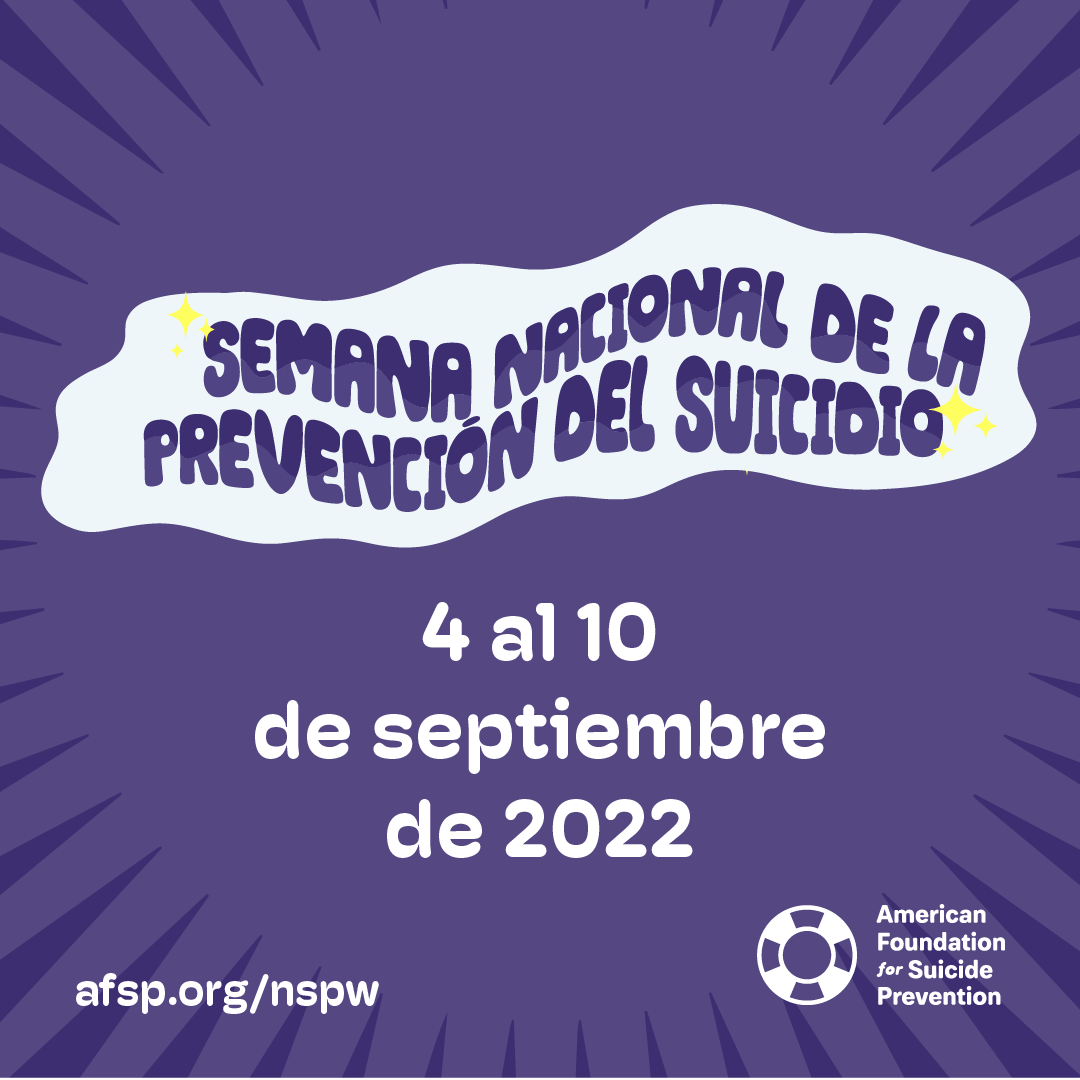 SEMANA NACIONAL DE LA
PREVENCIÓN DEL SUICIDIO
4 al 10
de septiembre
de 2022
afsp.org/nspw
American
Foundation
for Suicide
Prevention